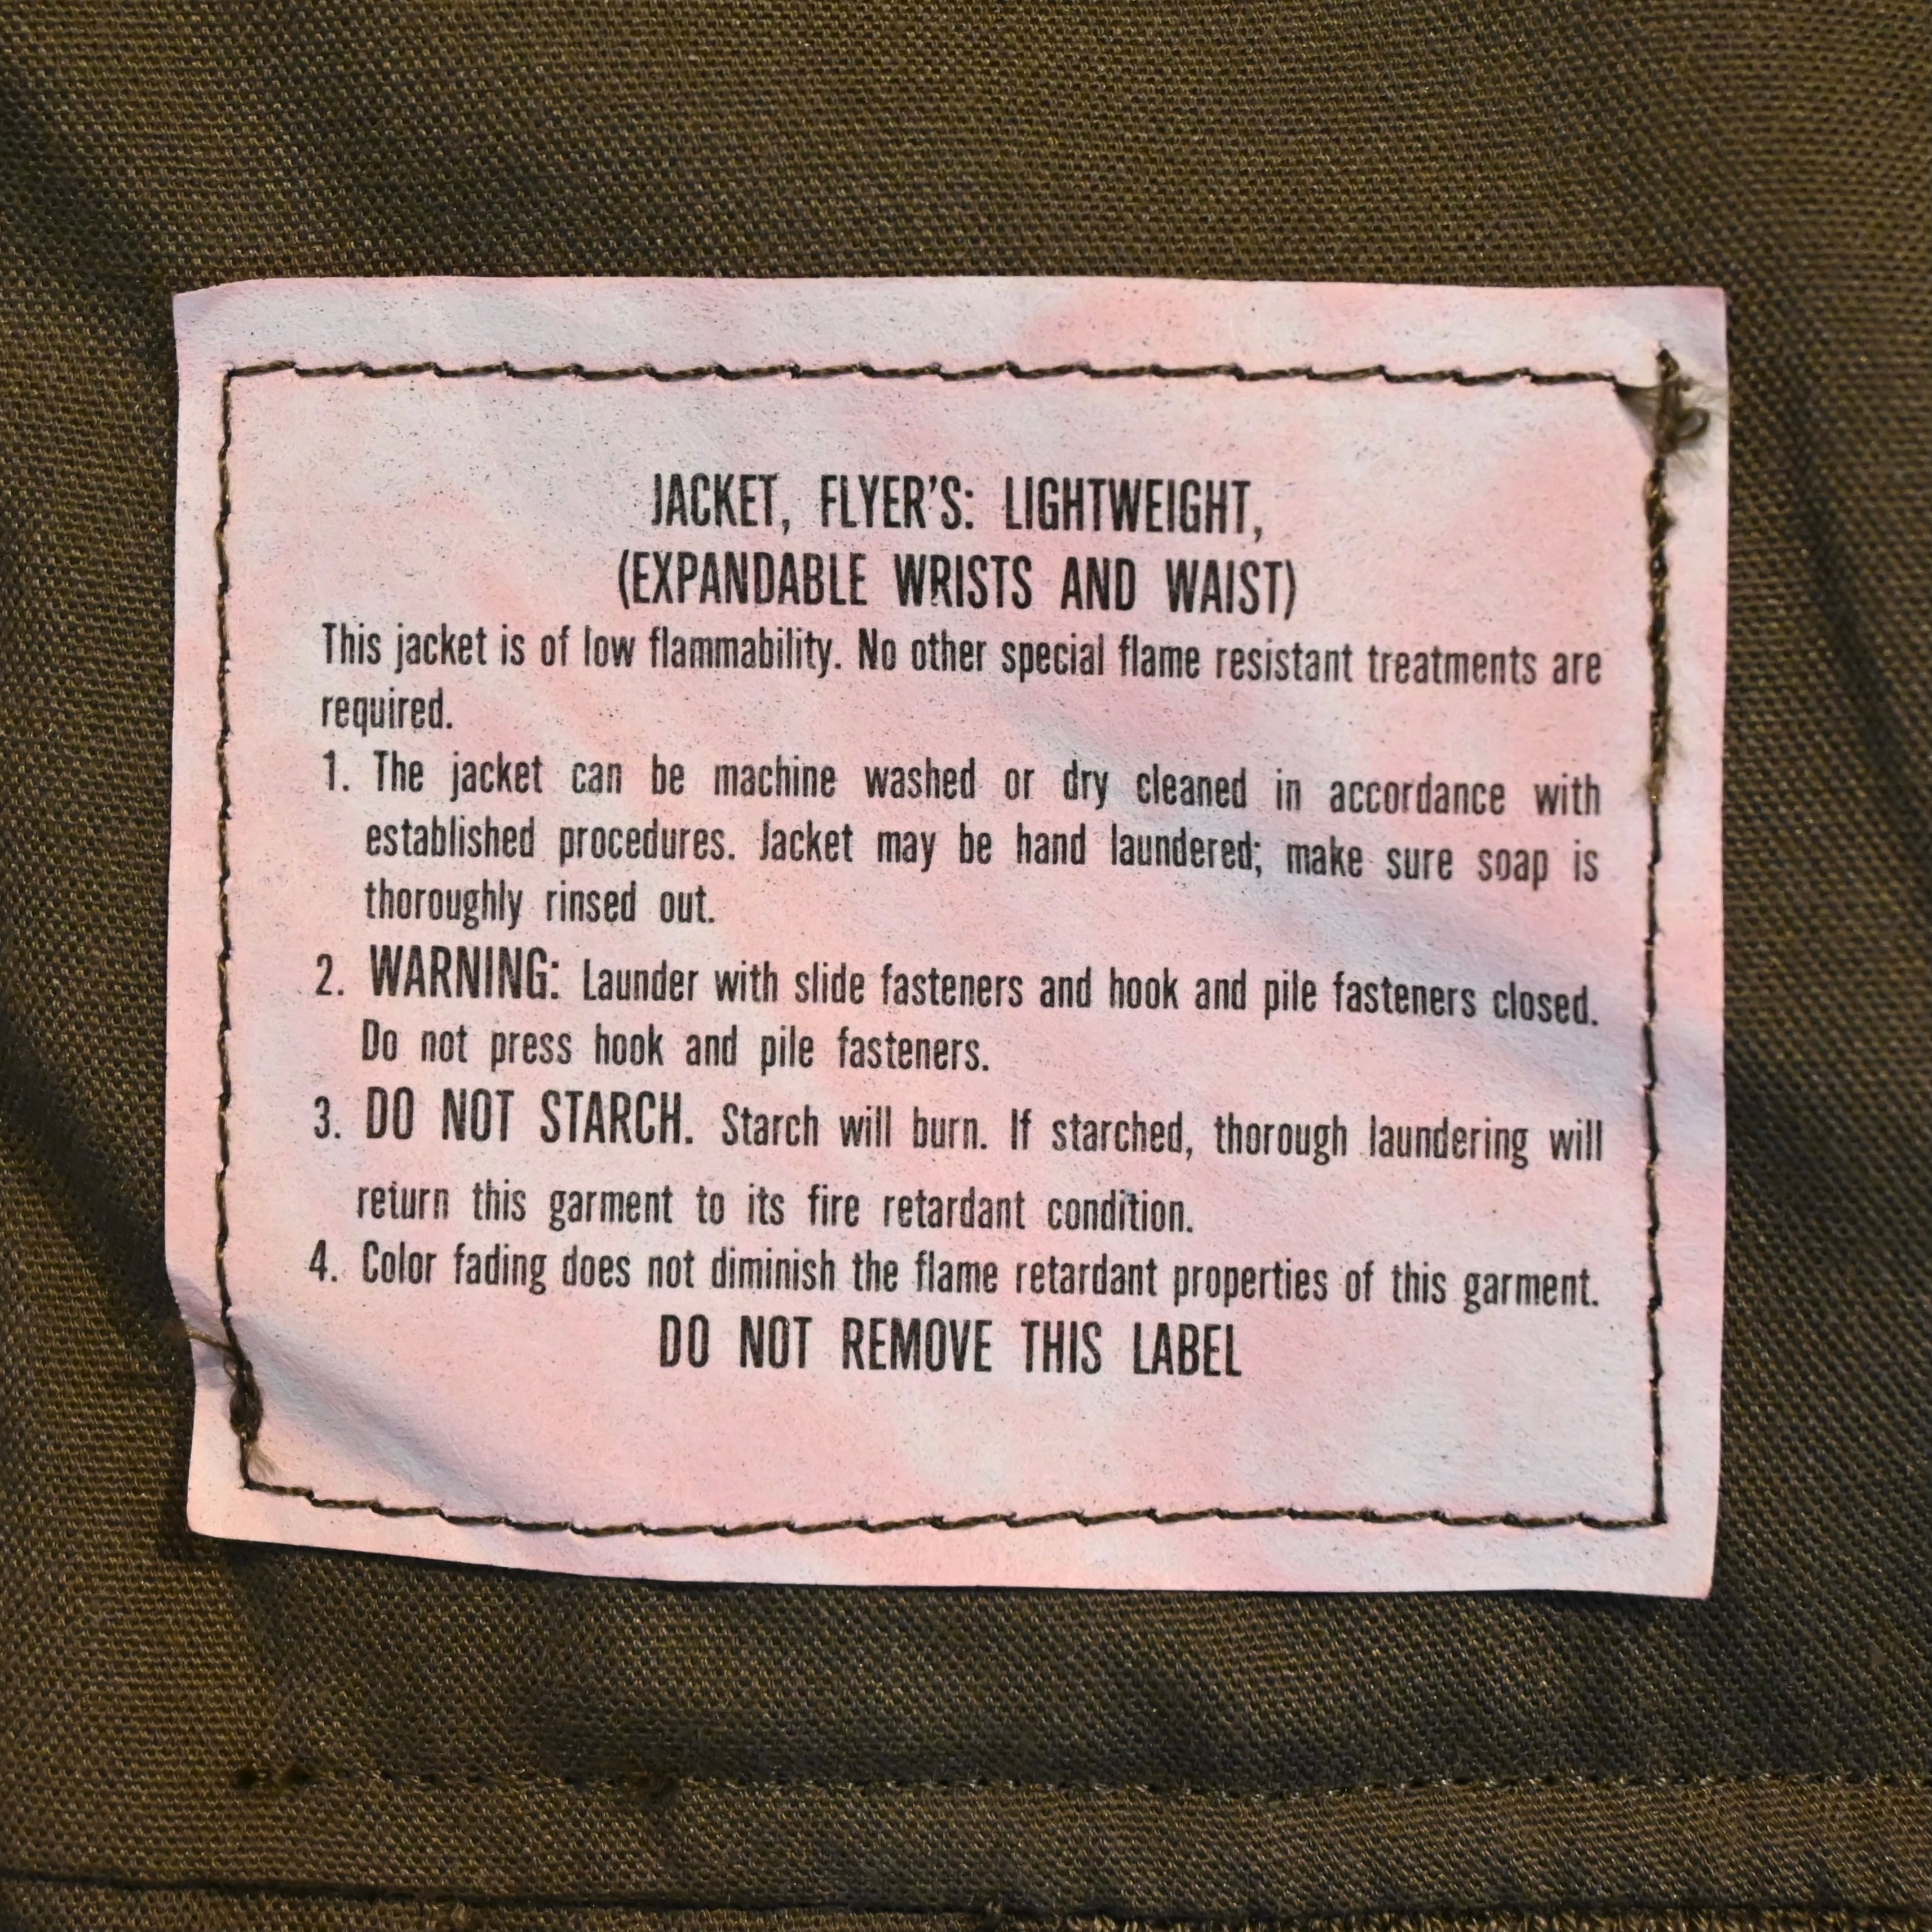 JACKET, FLYER'S: LIGHTWEIGHT,
(EXPANDABLE WRISTS AND WAIST)
This jacket is of low flammability. No other special flame resistant treatments are
required.
1. The jacket can be machine washed or dry cleaned in accordance with
established procedures. Jacket may be hand laundered; make sure soap is
thoroughly rinsed out.
2. WARNING: Launder with slide fasteners and hook and pile fasteners closed.
Do not press hook and pile fasteners.
3. DO NOT STARCH. Starch will burn. If starched, thorough laundering will
return this garment to its fire retardant condition.
4. Color fading does not diminish the flame retardant properties of this garment.
DO NOT REMOVE THIS LABEL